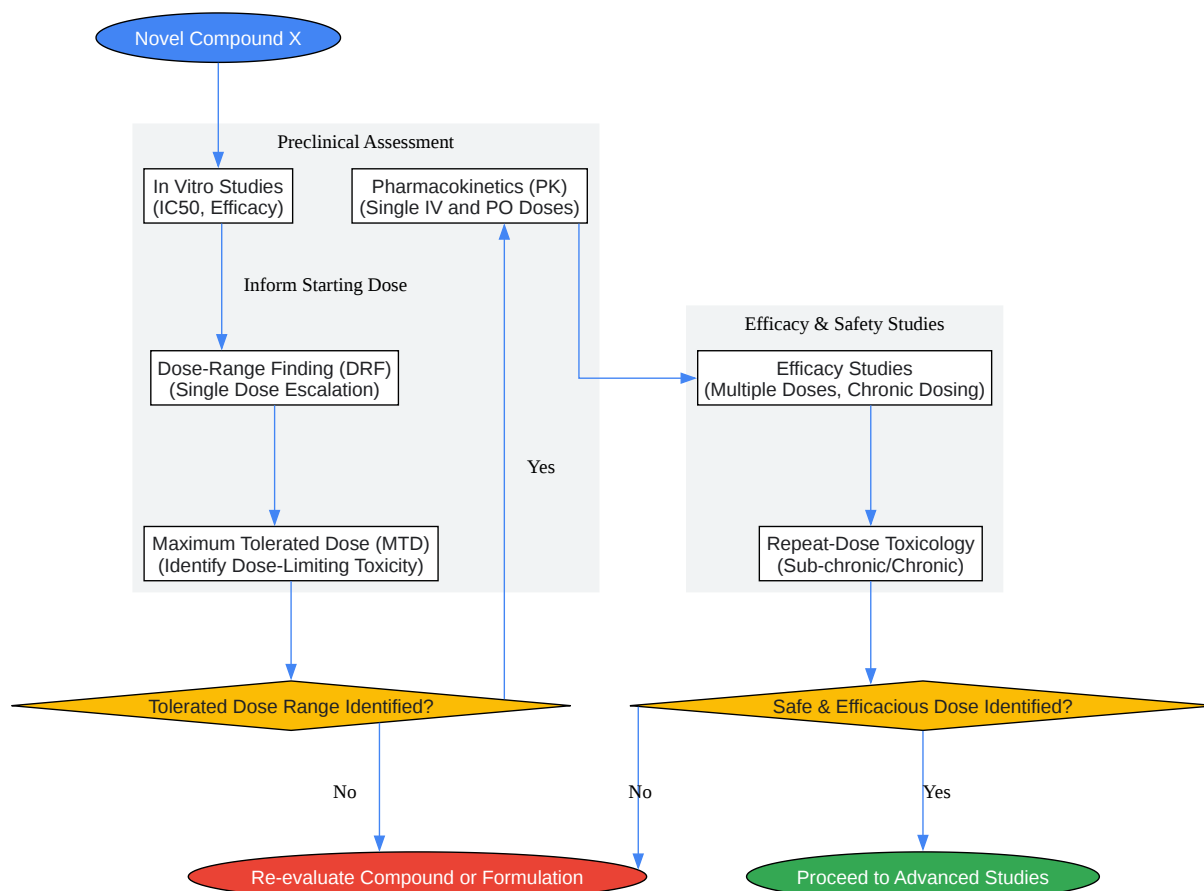 Novel Compound X
Preclinical Assessment
In Vitro Studies
(IC50, Efficacy)
Pharmacokinetics (PK)
(Single IV and PO Doses)
Inform Starting Dose
Efficacy & Safety Studies
Dose-Range Finding (DRF)
(Single Dose Escalation)
Efficacy Studies
(Multiple Doses, Chronic Dosing)
Yes
Maximum Tolerated Dose (MTD)
(Identify Dose-Limiting Toxicity)
Repeat-Dose Toxicology
(Sub-chronic/Chronic)
Tolerated Dose Range Identified?
Safe & Efficacious Dose Identified?
No
No
Yes
Re-evaluate Compound or Formulation
Proceed to Advanced Studies